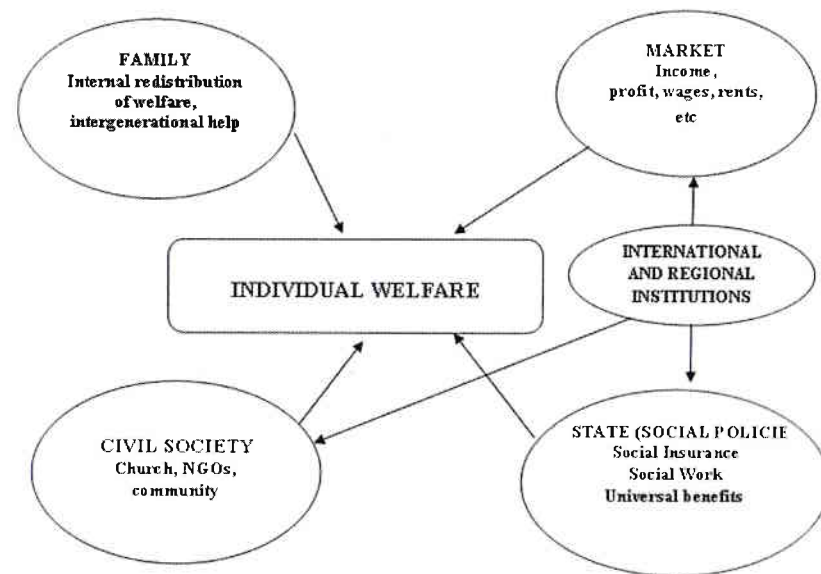 FAMILY
Internal redistribution
of welfare,
intergenerational help
MARKET
Income,
profit, wages, rents,
etc
INDIVIDUAL WELFARE
INTERNATIONAL
AND REGIONAL
INSTITUTIONS
CIVIL SOCIETY
Church, NGOs,
community
STATE (SOCIAL POLICIE
Social Insurance
Social Work
Universal benefits